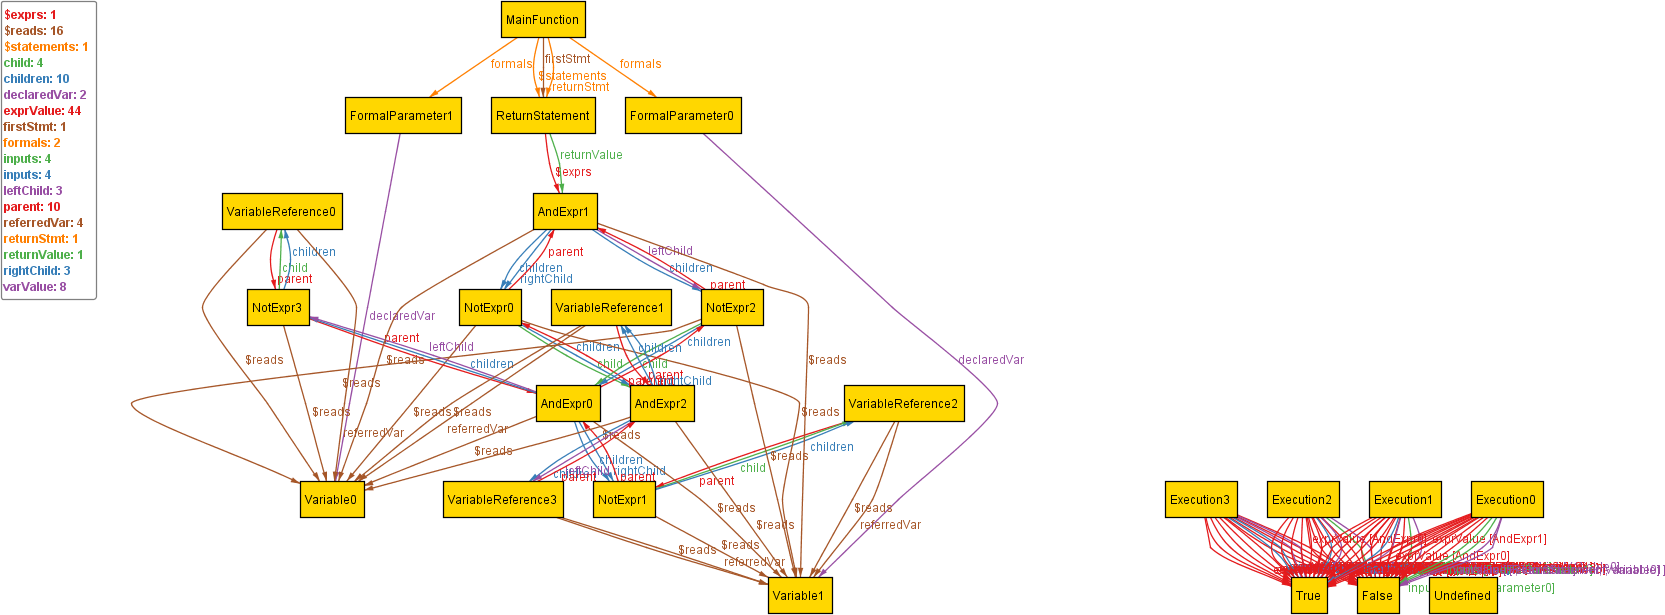 $exprs: 1
$reads: 16
$statements: 1
child: 4
children: 10
declaredVar: 2
exprValue: 44
firstStmt: 1
formals: 2
inputs: 4
inputs: 4
leftChild: 3
parent: 10
referredVar: 4
returnStmt: 1
returnValue: 1
rightChild: 3
varValue: 8
MainFunction
formals
firstStmt
$statements
returnStmt
formals
FormalParameter1
ReturnStatement
FormalParameter0
returnValue
$exprs
VariableReference0
AndExpr1
children
child
parent
parent
children
rightChild
leftChild
children
parent
NotExpr3
NotExpr0
VariableReference1
NotExpr2
declaredVar
parent
leftChild
children
$reads
$reads
children
child
children
child
children
parent
rightChild
$reads
declaredVar
AndExpr0
AndExpr2
VariableReference2
$reads
$reads
referredVar
$reads
$reads
referredVar
$reads
$reads
$reads
children
children
leftChild
rightChild
parent
parent
$reads
child
parent
Variable0
VariableReference3
NotExpr1
$reads
$reads
$reads
referredVar
$reads
$reads
referredVar
Variable1
Execution3
Execution2
Execution1
Execution0
exprValue [AndExpr1]
exprValue [AndExpr0]
True
False
Undefined